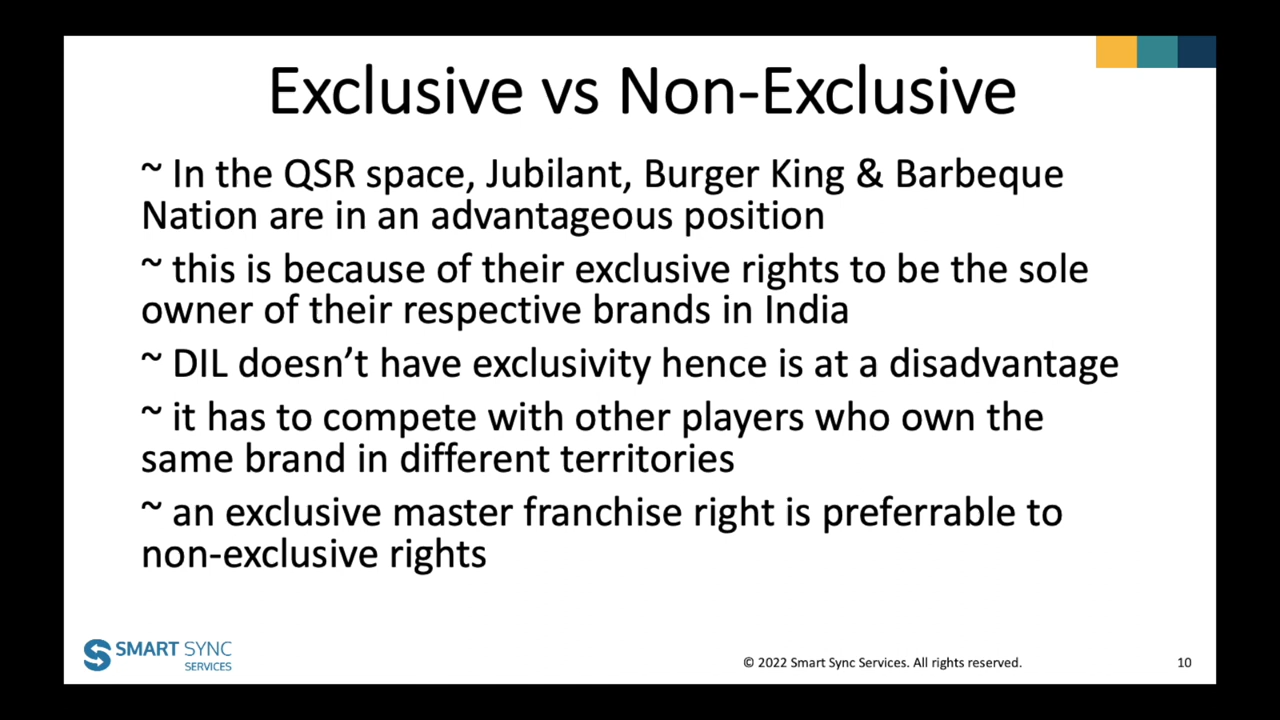 Exclusive vs Non-Exclusive
~ In the QSR space, Jubilant, Burger King & Barbeque
Nation are in an advantageous position
~ this is because of their exclusive rights to be the sole
owner of their respective brands in India
~ DIL doesn’t have exclusivity hence is at a disadvantage
~ it has to compete with other players who own the
same brand in different territories
~ an exclusive master franchise right is preferrable to
non-exclusive rights
SMART SYNC
SERVICES
© 2022 Smart Sync Services. All rights reserved.
10